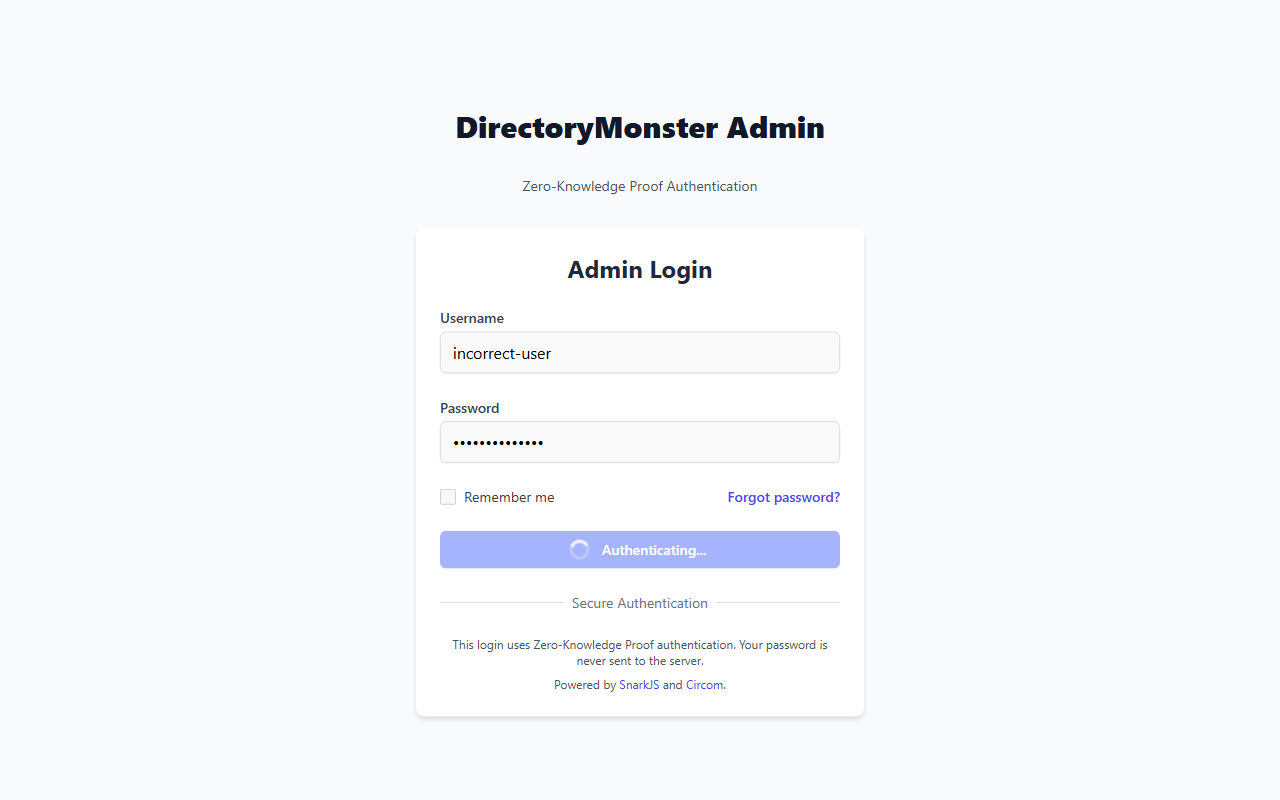 DirectoryMonster Admin
Zero-Knowledge Proof Authentication
Admin Login
Username
incorrect-user
Password
••••••••••••••
Remember me
Forgot password?
Authenticating...
Secure Authentication
This login uses Zero-Knowledge Proof authentication. Your password is
never sent to the server.
Powered by SnarkJS and Circom.